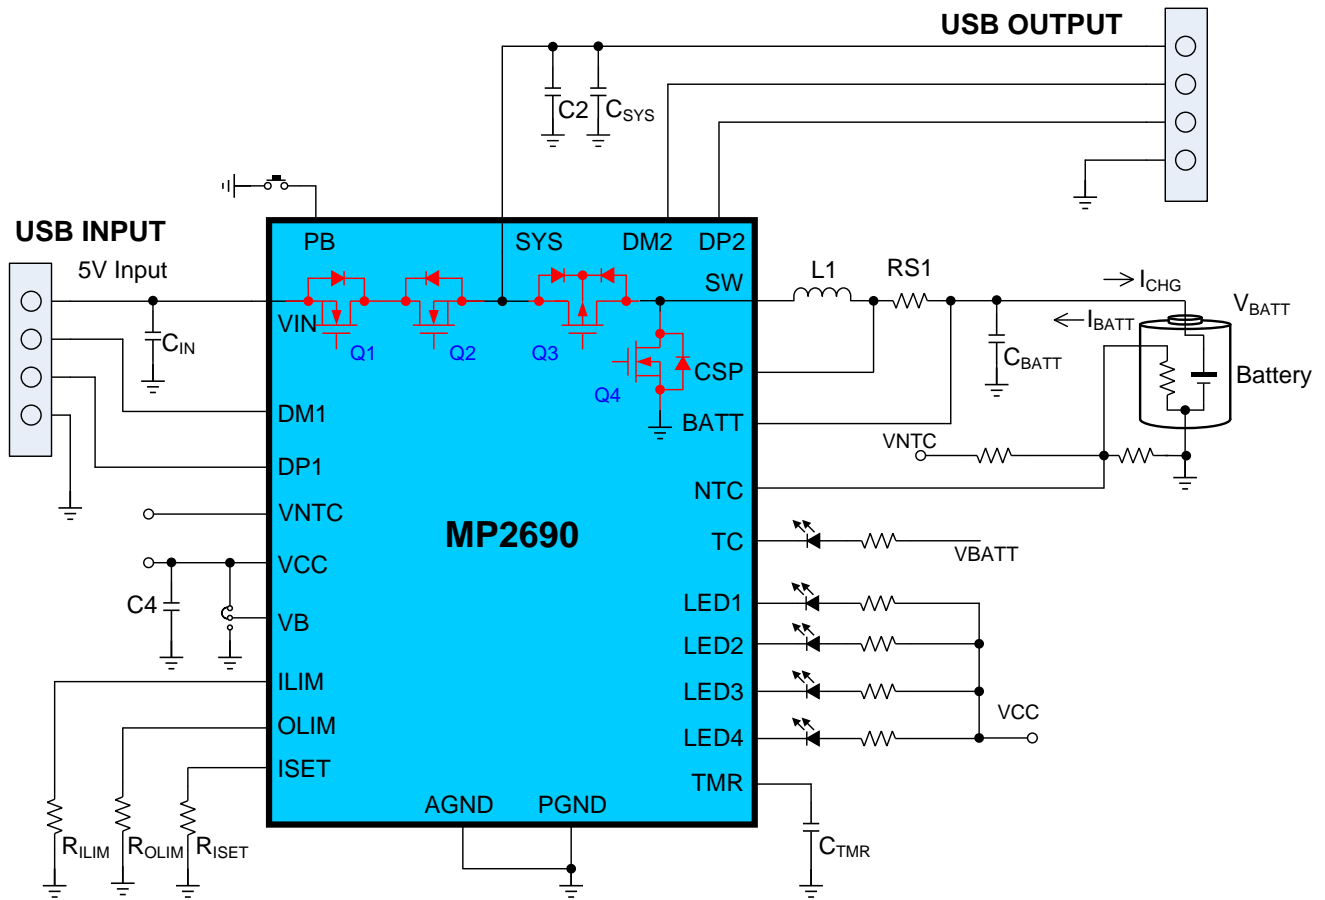 USB OUTPUT
C2
CSYS
USB INPUT
5V Input
PB
SYS
DM2
DP2
SW
L1
RS1
ICHG
VBATT
IBATT
VIN
CIN
Q1
Q2
Q3
Q4
CSP
CBATT
Battery
DM1
BATT
VNTC
DP1
NTC
VNTC
MP2690
TC
VBATT
VCC
C4
LED1
VB
LED2
ILIM
LED3
OLIM
LED4
VCC
ISET
TMR
AGND
PGND
RILIM
ROLIM
RISET
CTMR